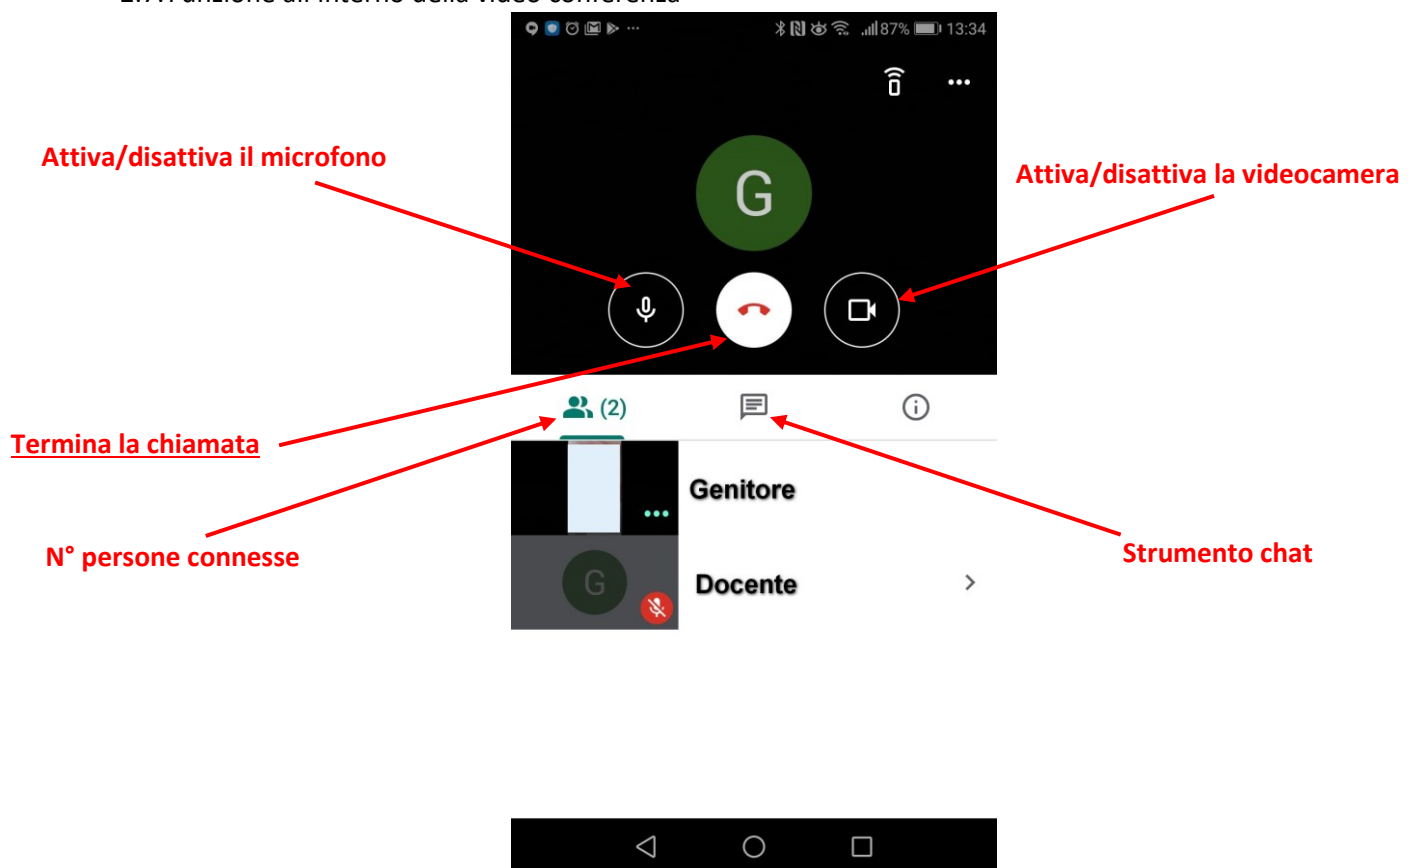 87% 13:34
Attiva/disattiva il microfono
Attiva/disattiva la videocamera
G
(2)
Termina la chiamata
Genitore
N° persone connesse
Strumento chat
G
Docente